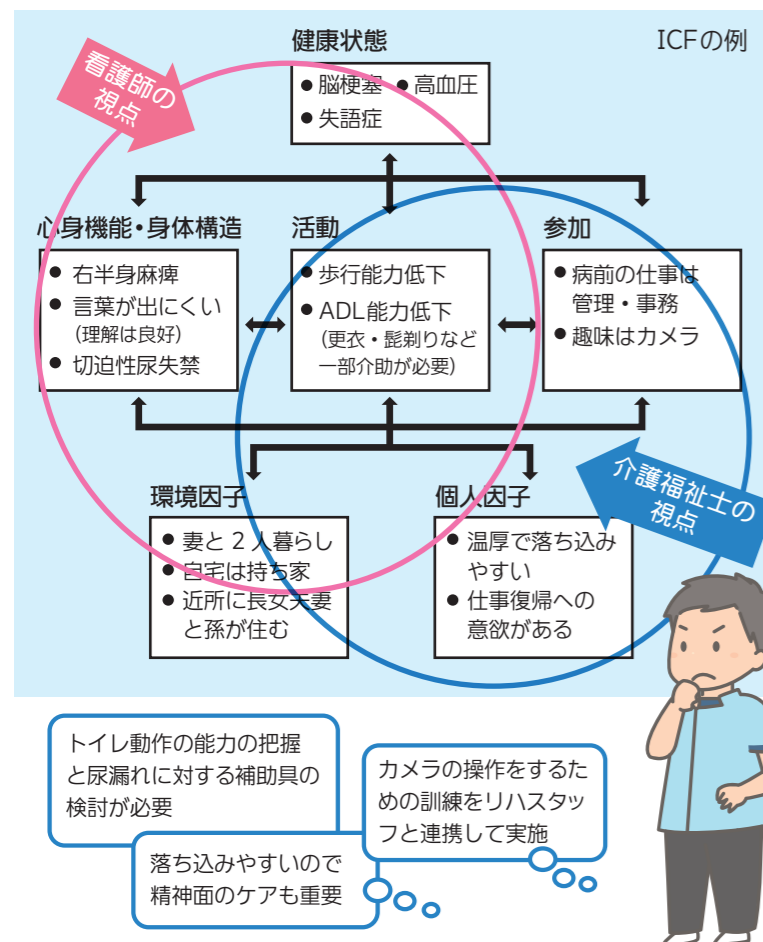 ICFの例
看護師の
視点
健康状態
● 脳梗塞 ● 高血圧
● 失語症
心身機能・身体構造
● 右半身麻痺
● 言葉が出にくい
(理解は良好)
● 切迫性尿失禁
活動
● 歩行能力低下
● ADL能力低下
(更衣・髭剃りなど
一部介助が必要)
参加
● 病前の仕事は
管理・事務
● 趣味はカメラ
環境因子
● 妻と 2 人暮らし
● 自宅は持ち家
● 近所に長女夫妻
と孫が住む
個人因子
● 温厚で落ち込み
やすい
● 仕事復帰への
意欲がある
介護福祉士の
視点
トイレ動作の能力の把握
と尿漏れに対する補助具の
検討が必要
カメラの操作をするた
めの訓練をリハスタッ
フと連携して実施
落ち込みやすいので
精神面のケアも重要